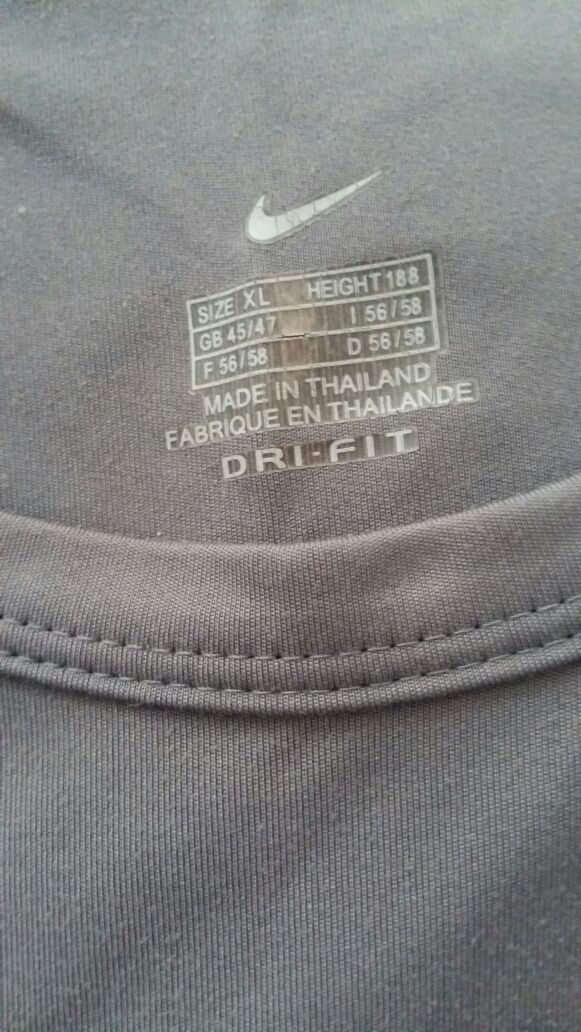 SIZE XL HEIGHT 188
GB 45/47 I 56/58
F 56/58 D 56/58
MADE IN THAILAND
FABRIQUE EN THAILANDE
DRI-FIT